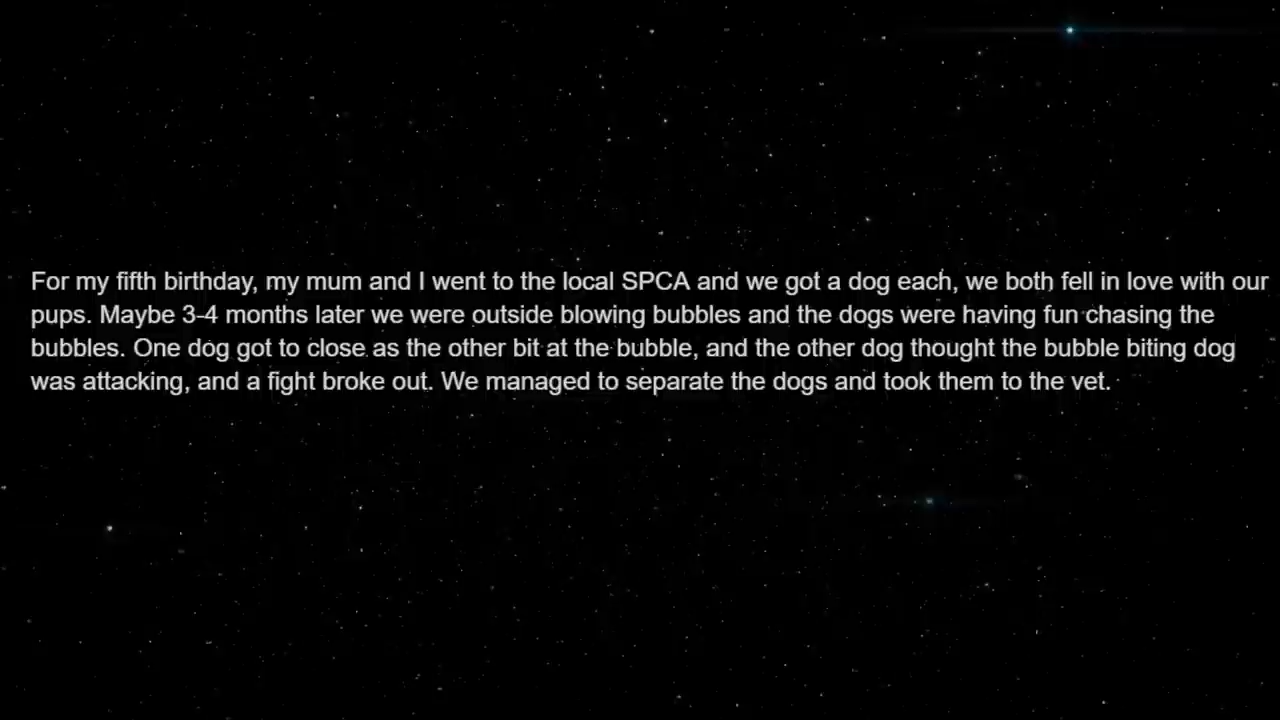 For my fifth birthday, my mum and I went to the local SPCA and we got a dog each, we both fell in love with our
pups. Maybe 3-4 months later we were outside blowing bubbles and the dogs were having fun chasing the
bubbles. One dog got to close as the other bit at the bubble, and the other dog thought the bubble biting dog
was attacking, and a fight broke out. We managed to separate the dogs and took them to the vet.